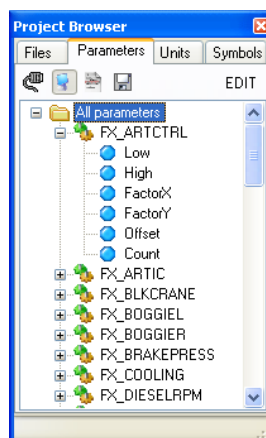 Project Browser
Files Parameters Units Symbols
EDIT
All parameters
FX_ARTCTRL
Low
High
FactorX
FactorY
Offset
Count
FX_ARTIC
FX_BLKCRANE
FX_BOGGIEL
FX_BOGGIER
FX_BRAKEPRESS
FX_COOLING
FX_DIESELRPM